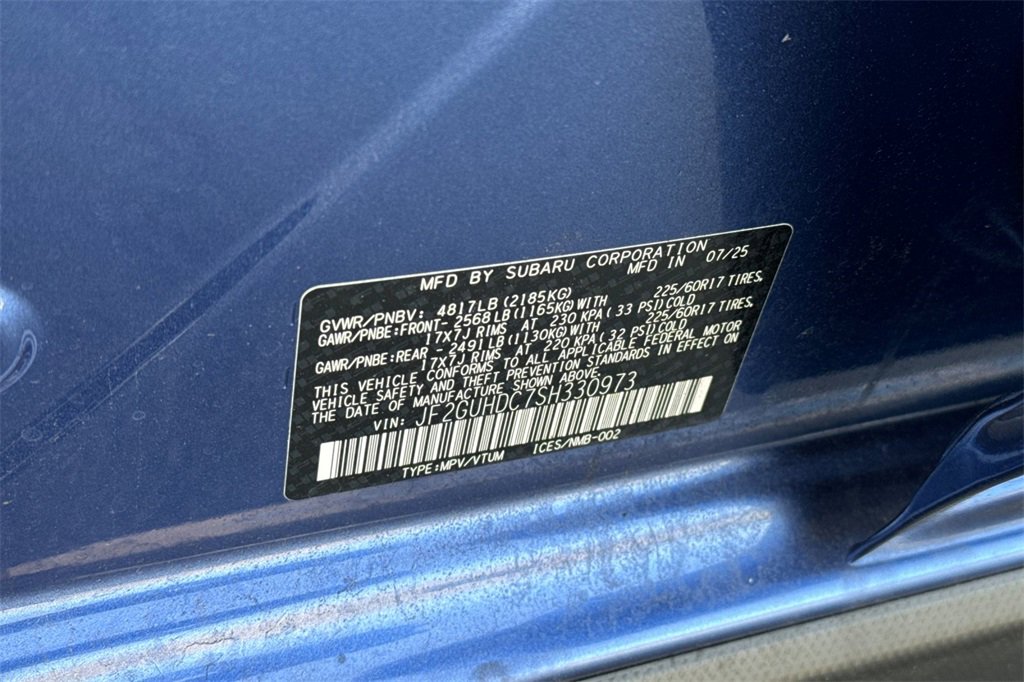 MFD BY SUBARU CORPORATION
MFD IN 07/25
GVWR/PNBV: 4817LB(2185KG)
GAWR/PNBE:FRONT- 2568LB(1165KG)WITH 225/60R17 TIRES,
17X7J RIMS AT 230 KPA(33 PSI)COLD
GAWR/PNBE:REAR - 2491LB(1130KG)WITH 225/60R17 TIRES,
17X7J RIMS AT 220 KPA(32 PSI)COLD
THIS VEHICLE CONFORMS TO ALL APPLICABLE FEDERAL MOTOR
VEHICLE SAFETY AND THEFT PREVENTION STANDARDS IN EFFECT ON
THE DATE OF MANUFACTURE SHOWN ABOVE.
VIN: JF2GUHDC7SH330973
TYPE:MPV/VTUM ICES/NMB-002